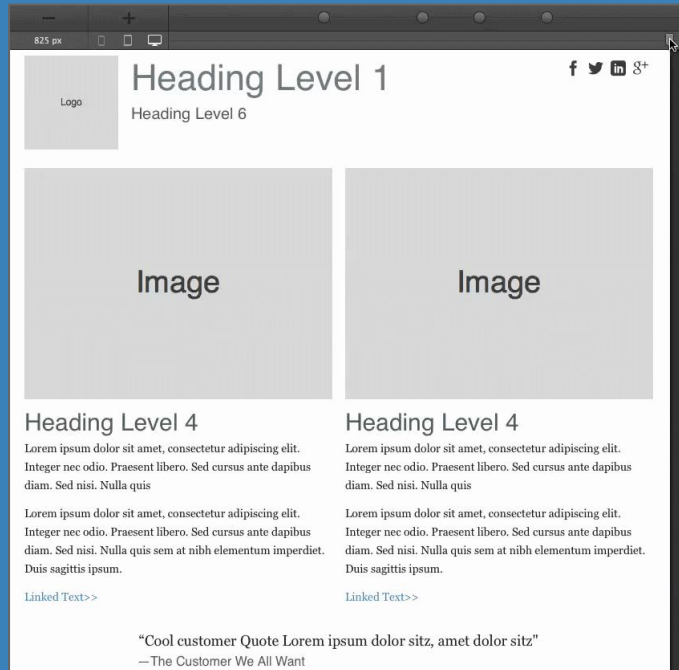 825 px
Logo
Heading Level 1
Heading Level 6
Image
Image
Heading Level 4
Lorem ipsum dolor sit amet, consectetur adipiscing elit.
Integer nec odio. Praesent libero. Sed cursus ante dapibus
diam. Sed nisi. Nulla quis
Lorem ipsum dolor sit amet, consectetur adipiscing elit.
Integer nec odio. Praesent libero. Sed cursus ante dapibus
diam. Sed nisi. Nulla quis sem at nibh elementum imperdiet.
Duis sagittis ipsum.
Linked Text>>
Heading Level 4
Lorem ipsum dolor sit amet, consectetur adipiscing elit.
Integer nec odio. Praesent libero. Sed cursus ante dapibus
diam. Sed nisi. Nulla quis
Lorem ipsum dolor sit amet, consectetur adipiscing elit.
Integer nec odio. Praesent libero. Sed cursus ante dapibus
diam. Sed nisi. Nulla quis sem at nibh elementum imperdiet.
Duis sagittis ipsum.
Linked Text>>
“Cool customer Quote Lorem ipsum dolor sitz, amet dolor sitz"
—The Customer We All Want